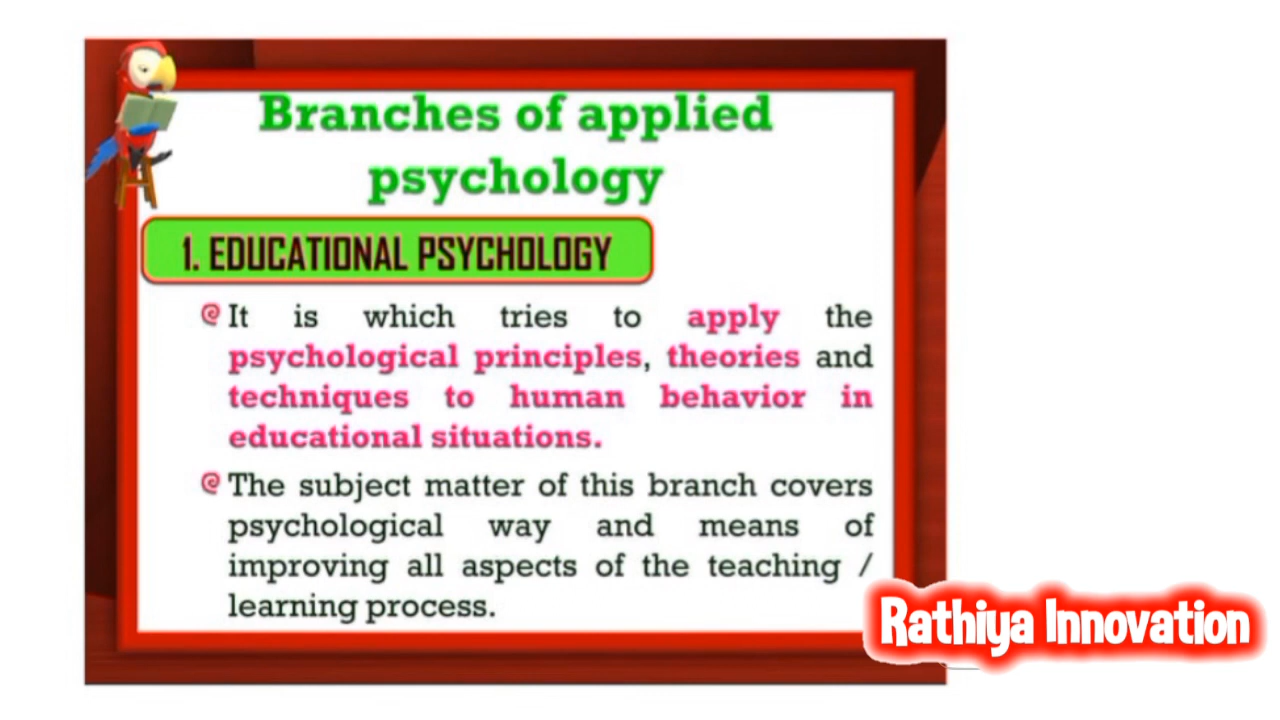 Branches of applied
psychology
1. EDUCATIONAL PSYCHOLOGY
It is which tries to apply the
psychological principles, theories and
techniques to human behavior in
educational situations.
The subject matter of this branch covers
psychological way and means of
improving all aspects of the teaching /
learning process.
Rathiya Innovation